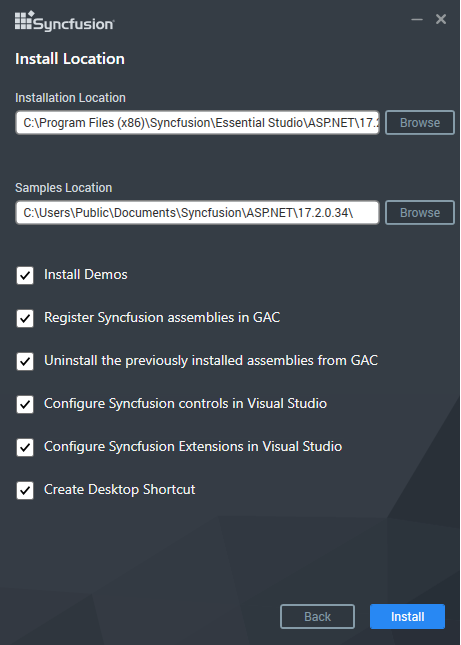 Syncfusion
Install Location
Installation Location
C:\Program Files (x86)\Syncfusion\Essential Studio\ASP.NET\17.2
Browse
Samples Location
C:\Users\Public\Documents\Syncfusion\ASP.NET\17.2.0.34\
Browse
Install Demos
Register Syncfusion assemblies in GAC
Uninstall the previously installed assemblies from GAC
Configure Syncfusion controls in Visual Studio
Configure Syncfusion Extensions in Visual Studio
Create Desktop Shortcut
Back
Install